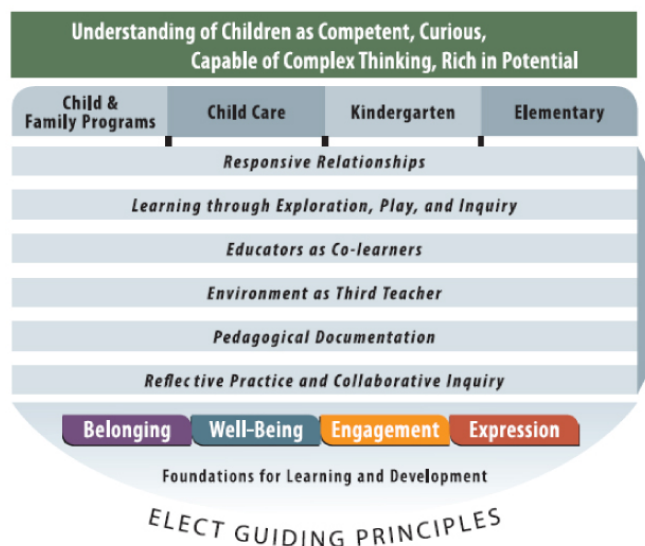 Understanding of Children as Competent, Curious,
Capable of Complex Thinking, Rich in Potential
Child &
Family Programs
Child Care
Kindergarten
Elementary
Responsive Relationships
Learning through Exploration, Play, and Inquiry
Educators as Co-learners
Environment as Third Teacher
Pedagogical Documentation
Reflective Practice and Collaborative Inquiry
Belonging
Well-Being
Engagement
Expression
Foundations for Learning and Development
ELECT GUIDING PRINCIPLES